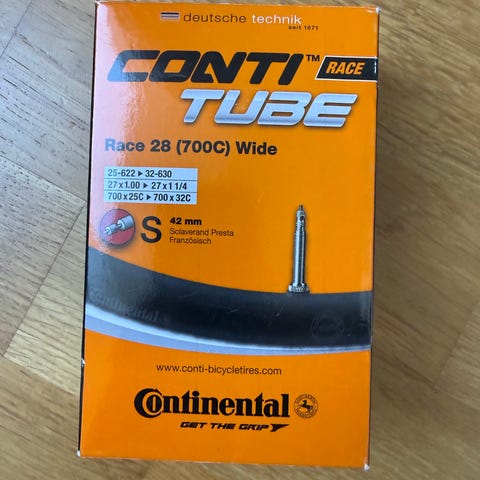 deutsche technik
seit 1871
CONTI™ RACE
TUBE
Race 28 (700C) Wide
25-622 ▸ 32-630
27 x 1.00 ▸ 27 x 1 1/4
700 x 25C ▸ 700 x 32C
S
42 mm
Sclaverand Presta
Französisch
Continental
www.conti-bicycletires.com
Continental
GET THE GRIP